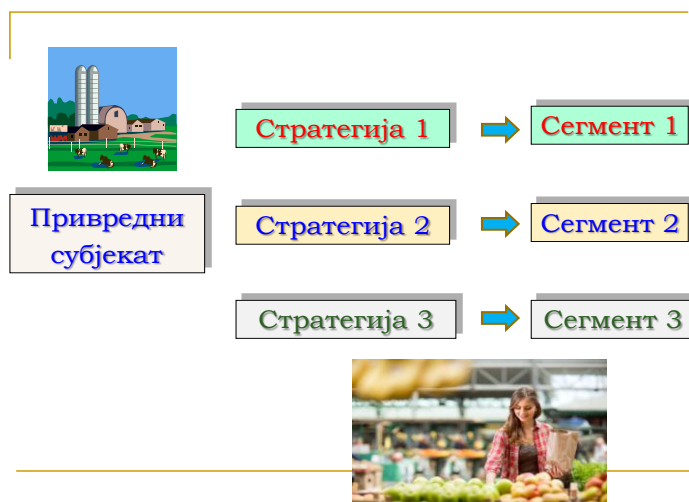 Стратегија 1
Сегмент 1
Привредни
субјекат
Стратегија 2
Сегмент 2
Стратегија 3
Сегмент 3